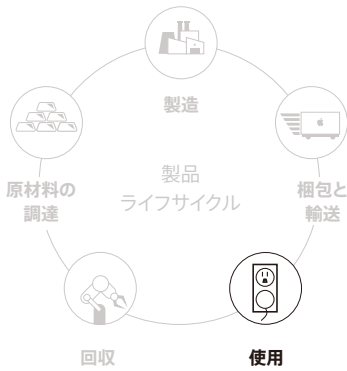 製造
原材料の
調達
製品
ライフサイクル
梱包と
輸送
回収
使用